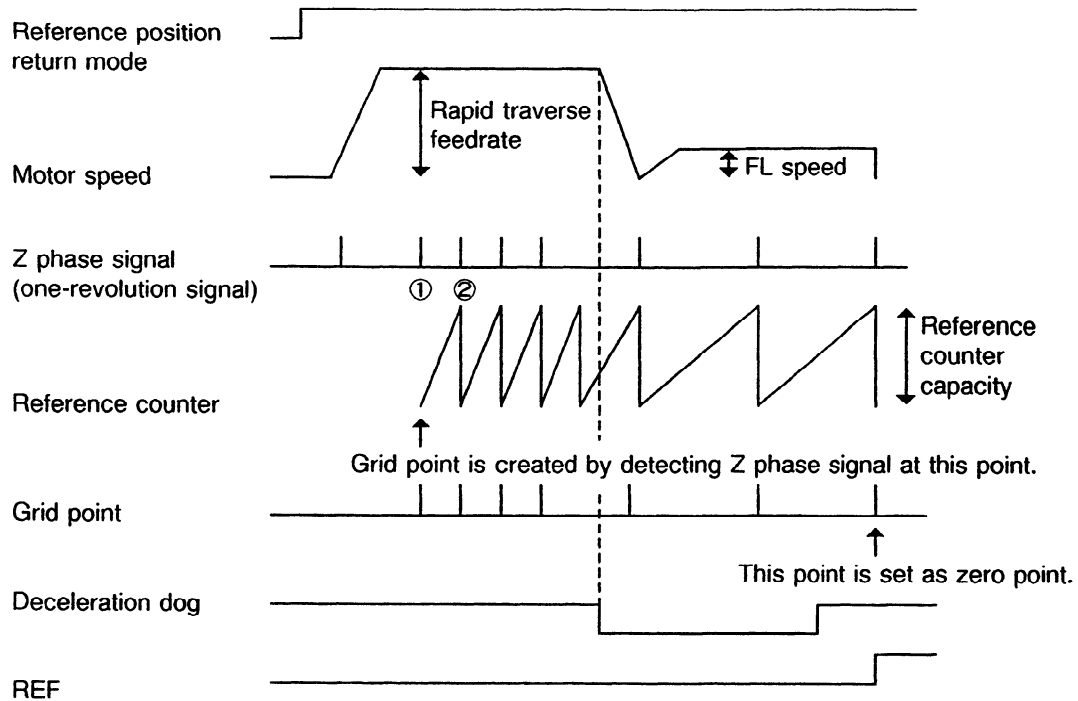 Reference position
return mode
Rapid traverse
feedrate
Motor speed
FL speed
Z phase signal
(one-revolution signal)
① ②
Reference
counter
capacity
Reference counter
Grid point is created by detecting Z phase signal at this point.
Grid point
This point is set as zero point.
Deceleration dog
REF